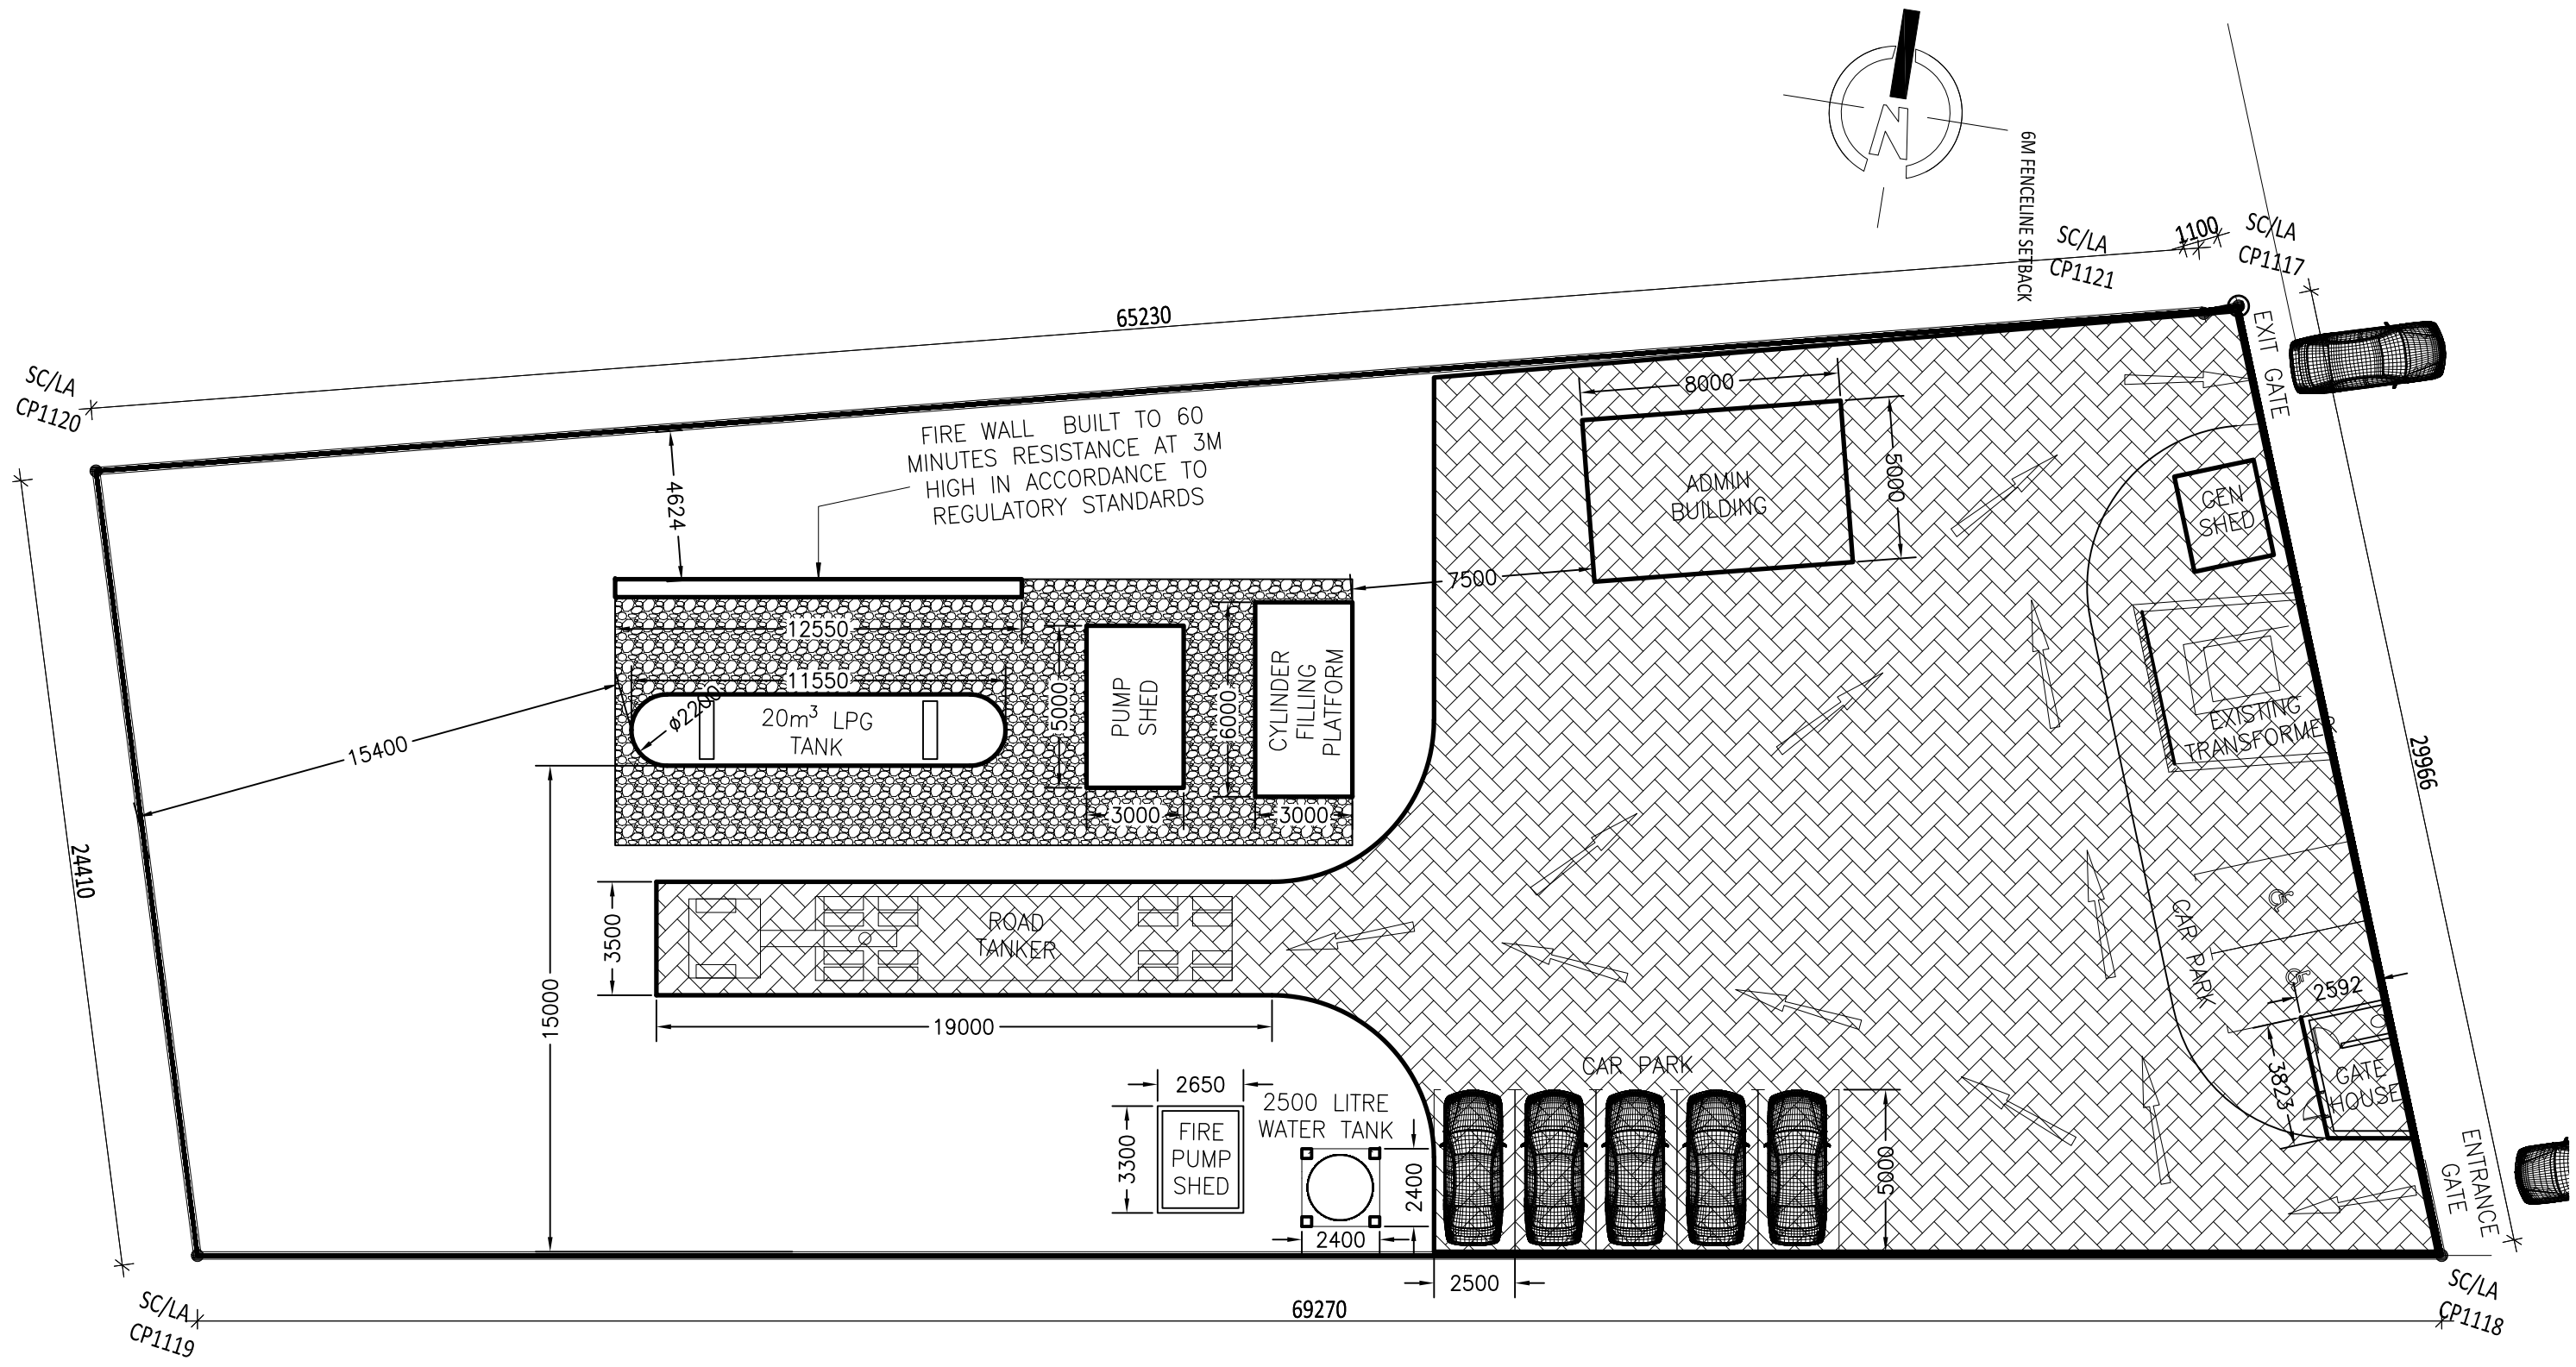 N
6M FENCELINE SETBACK
1100
SC/LA
CP1117
SC/LA
CP1121
65230
SC/LA
CP1120
EXIT GATE
8000
FIRE WALL BUILT TO 60
MINUTES RESISTANCE AT 3M
HIGH IN ACCORDANCE TO
REGULATORY STANDARDS
4624
ADMIN
BUILDING
5000
GEN
SHED
7500
12550
11550
ø2200
20m³ LPG
TANK
5000
PUMP
SHED
3000
6000
CYLINDER
FILLING
PLATFORM
3000
15400
EXISTING
TRANSFORMER
29966
24410
3500
ROAD
TANKER
CAR PARK
2592
15000
19000
CAR PARK
GATE
HOUSE
3823
2650
2500 LITRE
WATER TANK
3300
FIRE
PUMP
SHED
2400
2400
5000
ENTRANCE
GATE
2500
SC/LA
CP1119
69270
SC/LA
CP1118